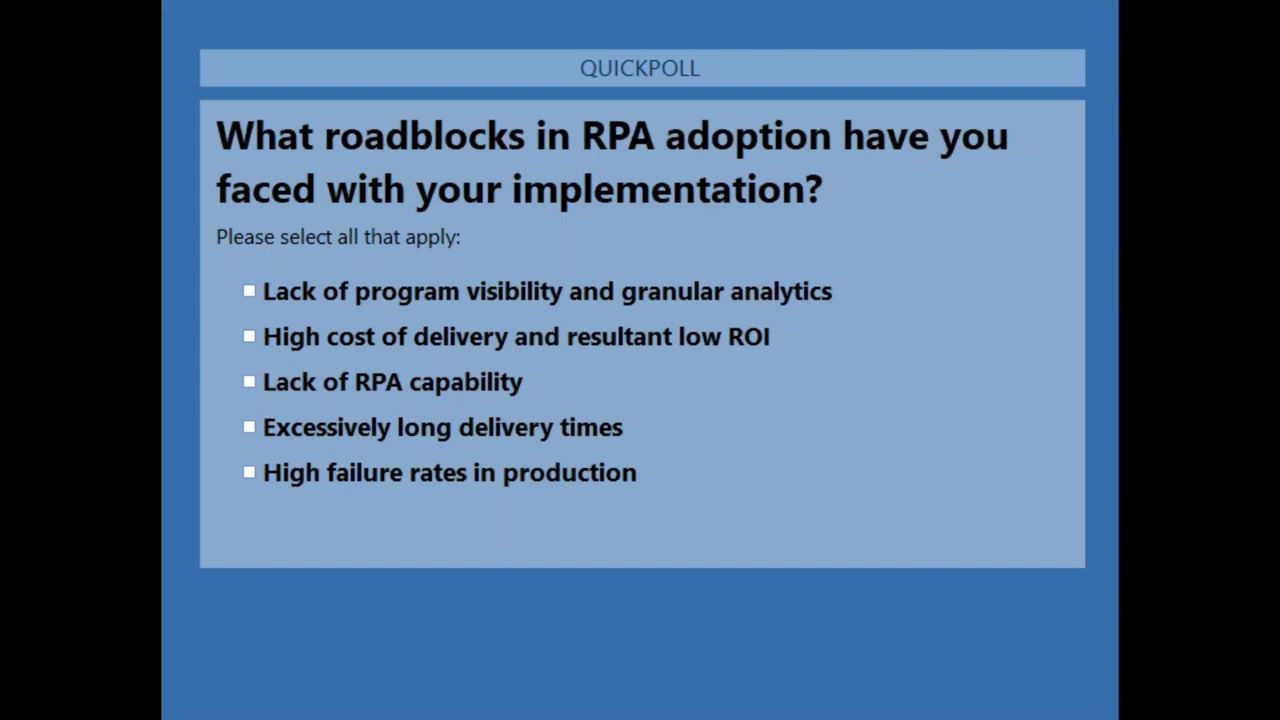 QUICKPOLL
What roadblocks in RPA adoption have you
faced with your implementation?
Please select all that apply:
Lack of program visibility and granular analytics
High cost of delivery and resultant low ROI
Lack of RPA capability
Excessively long delivery times
High failure rates in production